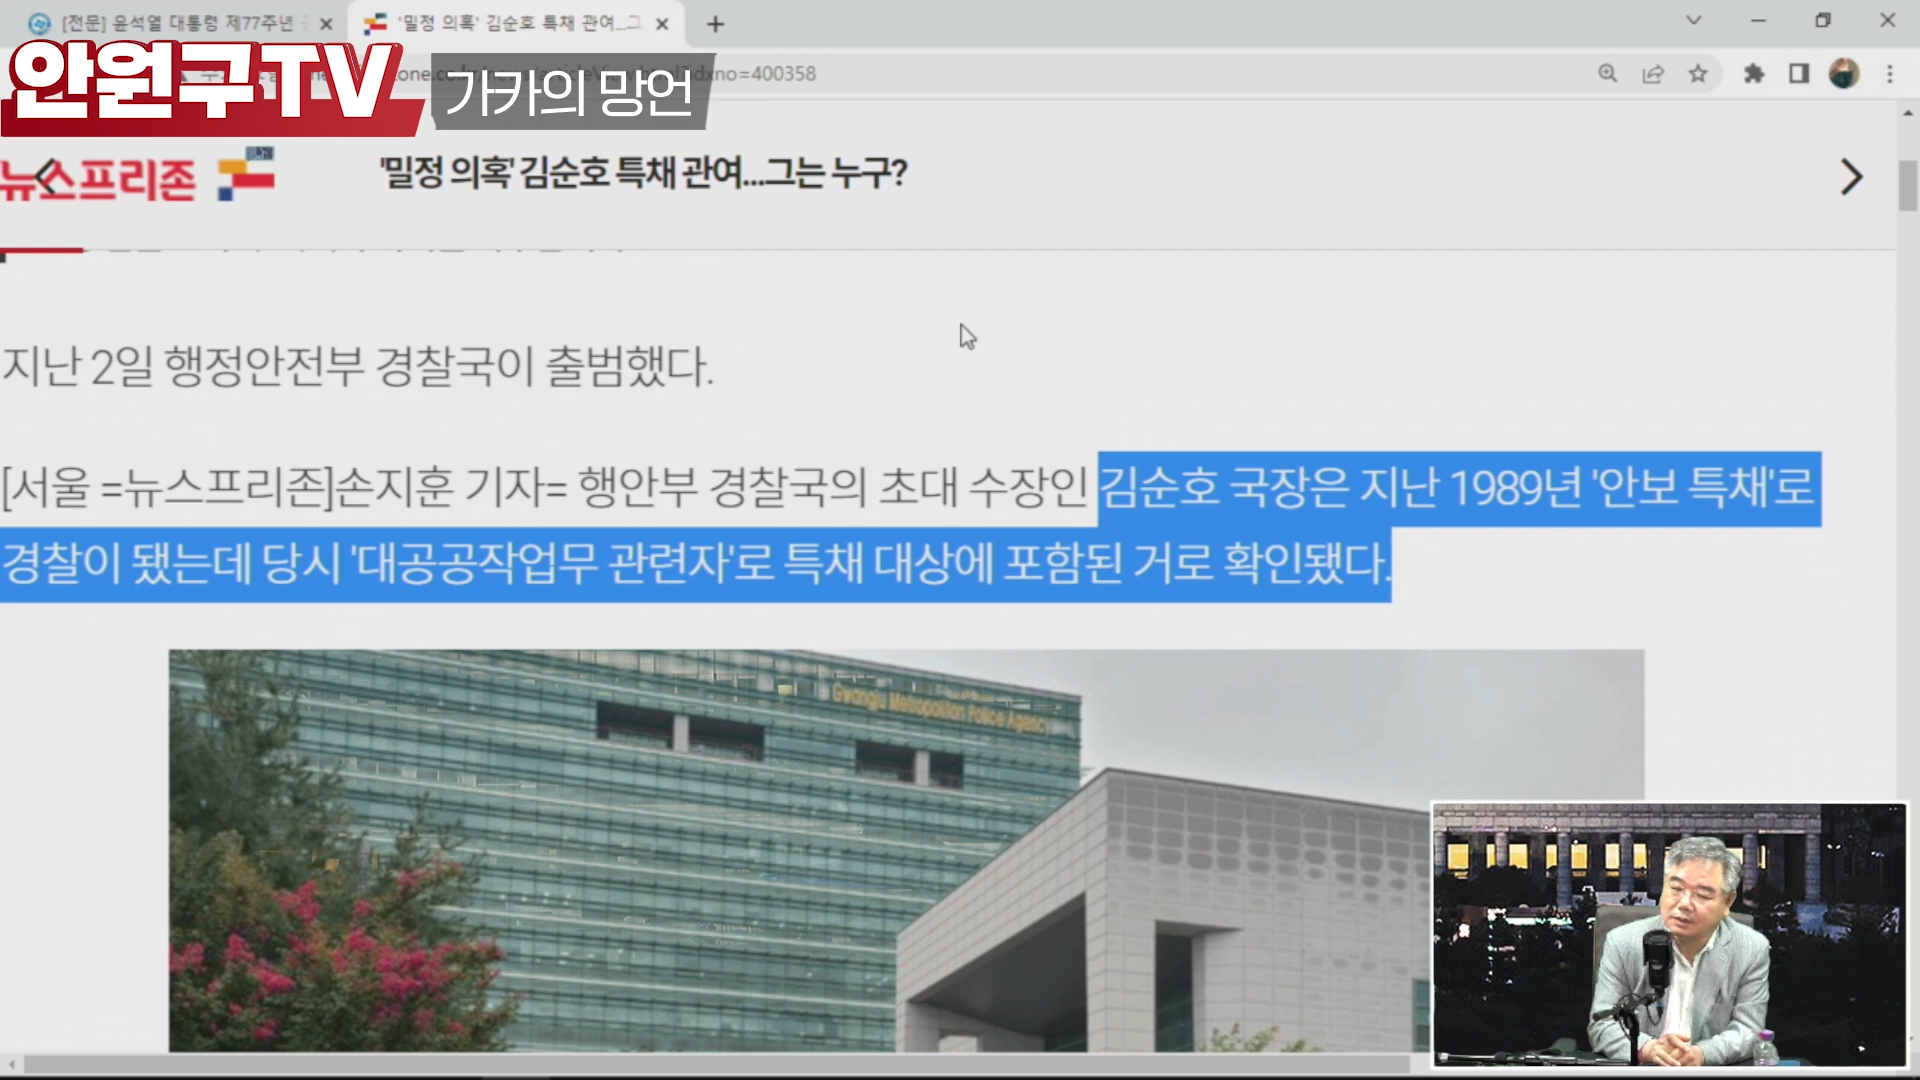 [전문] 윤석열 대통령 제77주년
'밀정 의혹' 김순호 특채 관여...그
안원구TV
가카의 망언
dxno=400358
뉴스프리존
'밀정 의혹' 김순호 특채 관여...그는 누구?
지난 2일 행정안전부 경찰국이 출범했다.
[서울 =뉴스프리존]손지훈 기자= 행안부 경찰국의 초대 수장인 김순호 국장은 지난 1989년 '안보 특채'로
경찰이 됐는데 당시 '대공공작업무 관련자'로 특채 대상에 포함된 거로 확인됐다.
Gwangju Metropolitan Police Agency